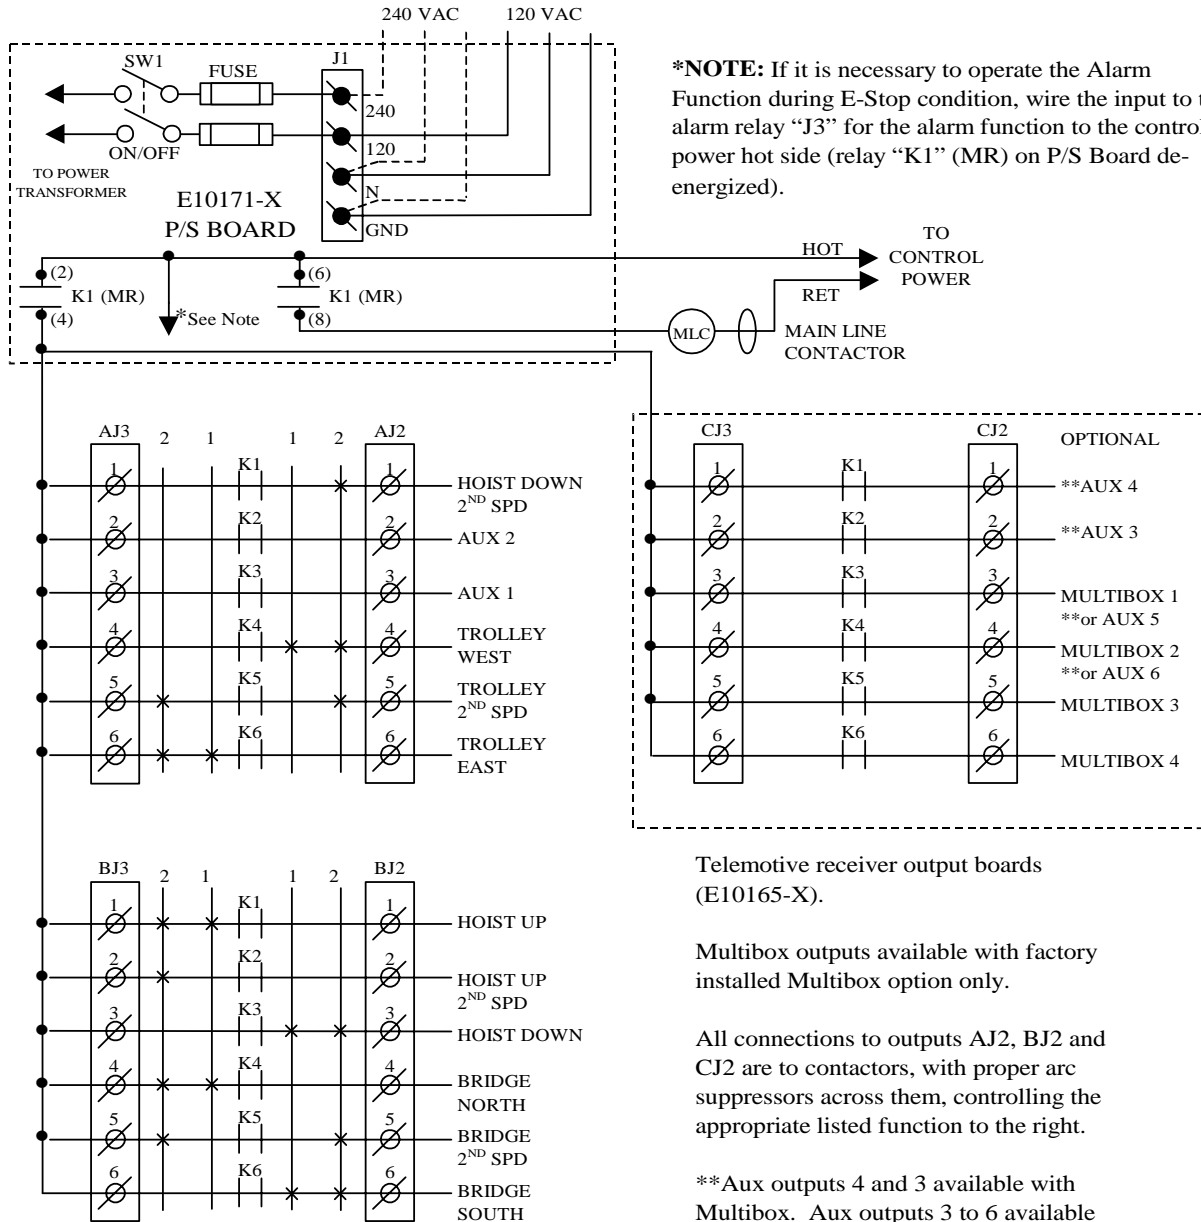 240 VAC
120 VAC
SW1
FUSE
J1
240
120
N
GND
ON/OFF
TO POWER
TRANSFORMER
E10171-X
P/S BOARD
*NOTE: If it is necessary to operate the Alarm
Function during E-Stop condition, wire the input to
alarm relay “J3” for the alarm function to the control
power hot side (relay “K1” (MR) on P/S Board de-
energized).
(2)
K1 (MR)
(4)
*See Note
(6)
K1 (MR)
(8)
HOT
RET
TO
CONTROL
POWER
MLC
MAIN LINE
CONTACTOR
AJ3 2 1 1 2 AJ2
1 K1 1 HOIST DOWN
2ND SPD
2 K2 2 AUX 2
3 K3 3 AUX 1
4 K4 4 TROLLEY
WEST
5 K5 5 TROLLEY
2ND SPD
6 K6 6 TROLLEY
EAST
CJ3 CJ2 OPTIONAL
1 K1 1 **AUX 4
2 K2 2 **AUX 3
3 K3 3 MULTIBOX 1
**or AUX 5
4 K4 4 MULTIBOX 2
**or AUX 6
5 K5 5 MULTIBOX 3
6 K6 6 MULTIBOX 4
BJ3 2 1 1 2 BJ2
1 K1 1 HOIST UP
2 K2 2 HOIST UP
2ND SPD
3 K3 3 HOIST DOWN
4 K4 4 BRIDGE
NORTH
5 K5 5 BRIDGE
2ND SPD
6 K6 6 BRIDGE
SOUTH
Telemotive receiver output boards
(E10165-X).
Multibox outputs available with factory
installed Multibox option only.
All connections to outputs AJ2, BJ2 and
CJ2 are to contactors, with proper arc
suppressors across them, controlling the
appropriate listed function to the right.
**Aux outputs 4 and 3 available with
Multibox. Aux outputs 3 to 6 available